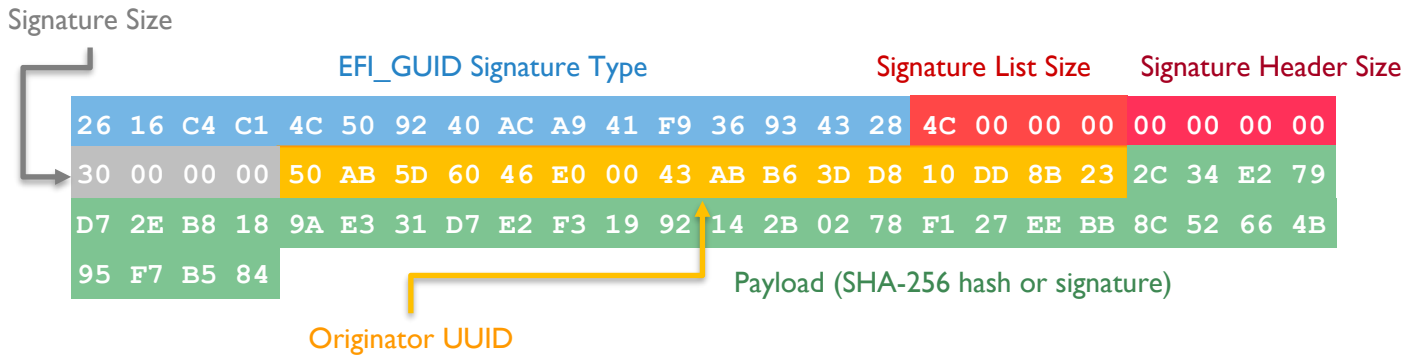 Signature Size
EFI_GUID Signature Type
Signature List Size
Signature Header Size
26 16 C4 C1 4C 50 92 40 AC A9 41 F9 36 93 43 28 4C 00 00 00 00 00 00 00
30 00 00 00 50 AB 5D 60 46 E0 00 43 AB B6 3D D8 10 DD 8B 23 2C 34 E2 79
D7 2E B8 18 9A E3 31 D7 E2 F3 19 92 14 2B 02 78 F1 27 EE BB 8C 52 66 4B
95 F7 B5 84
Payload (SHA-256 hash or signature)
Originator UUID